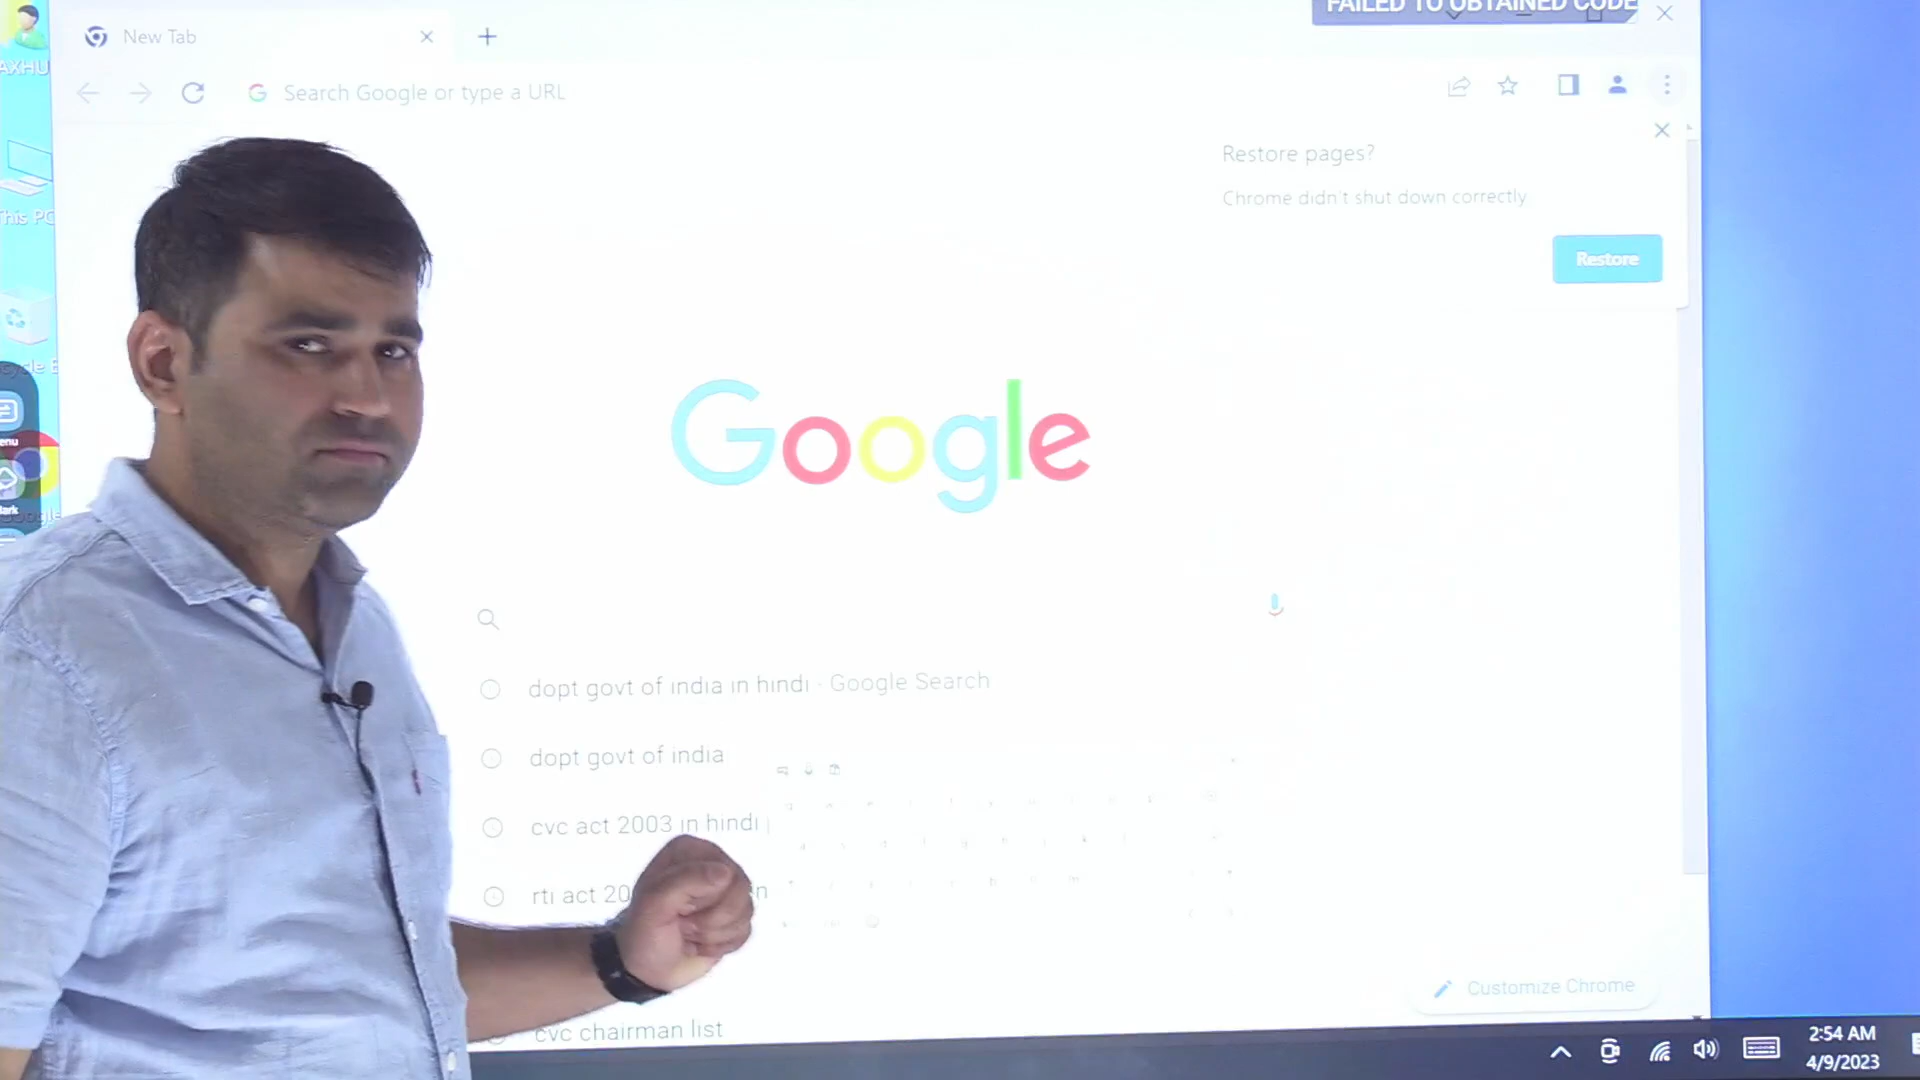 FAILED TO OBTAINED CODE
New Tab
Search Google or type a URL
AXHU
Restore pages?
Chrome didn't shut down correctly
Restore
This PC
Google
dopt govt of india in hindi - Google Search
dopt govt of india
cvc act 2003 in hindi
rti act 20
cvc chairman list
Customize Chrome
2:54 AM
4/9/2023